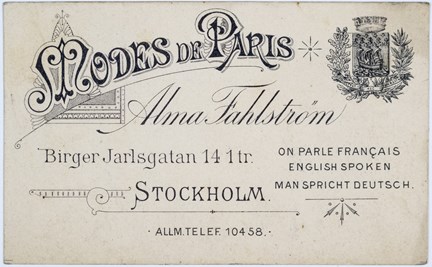 MODES DE PARIS
Alma Fahlström
Birger Jarlsgatan 14 1 tr.
STOCKHOLM.
ON PARLE FRANÇAIS
ENGLISH SPOKEN
MAN SPRICHT DEUTSCH.
· ALLM. TELEF. 10458. ·